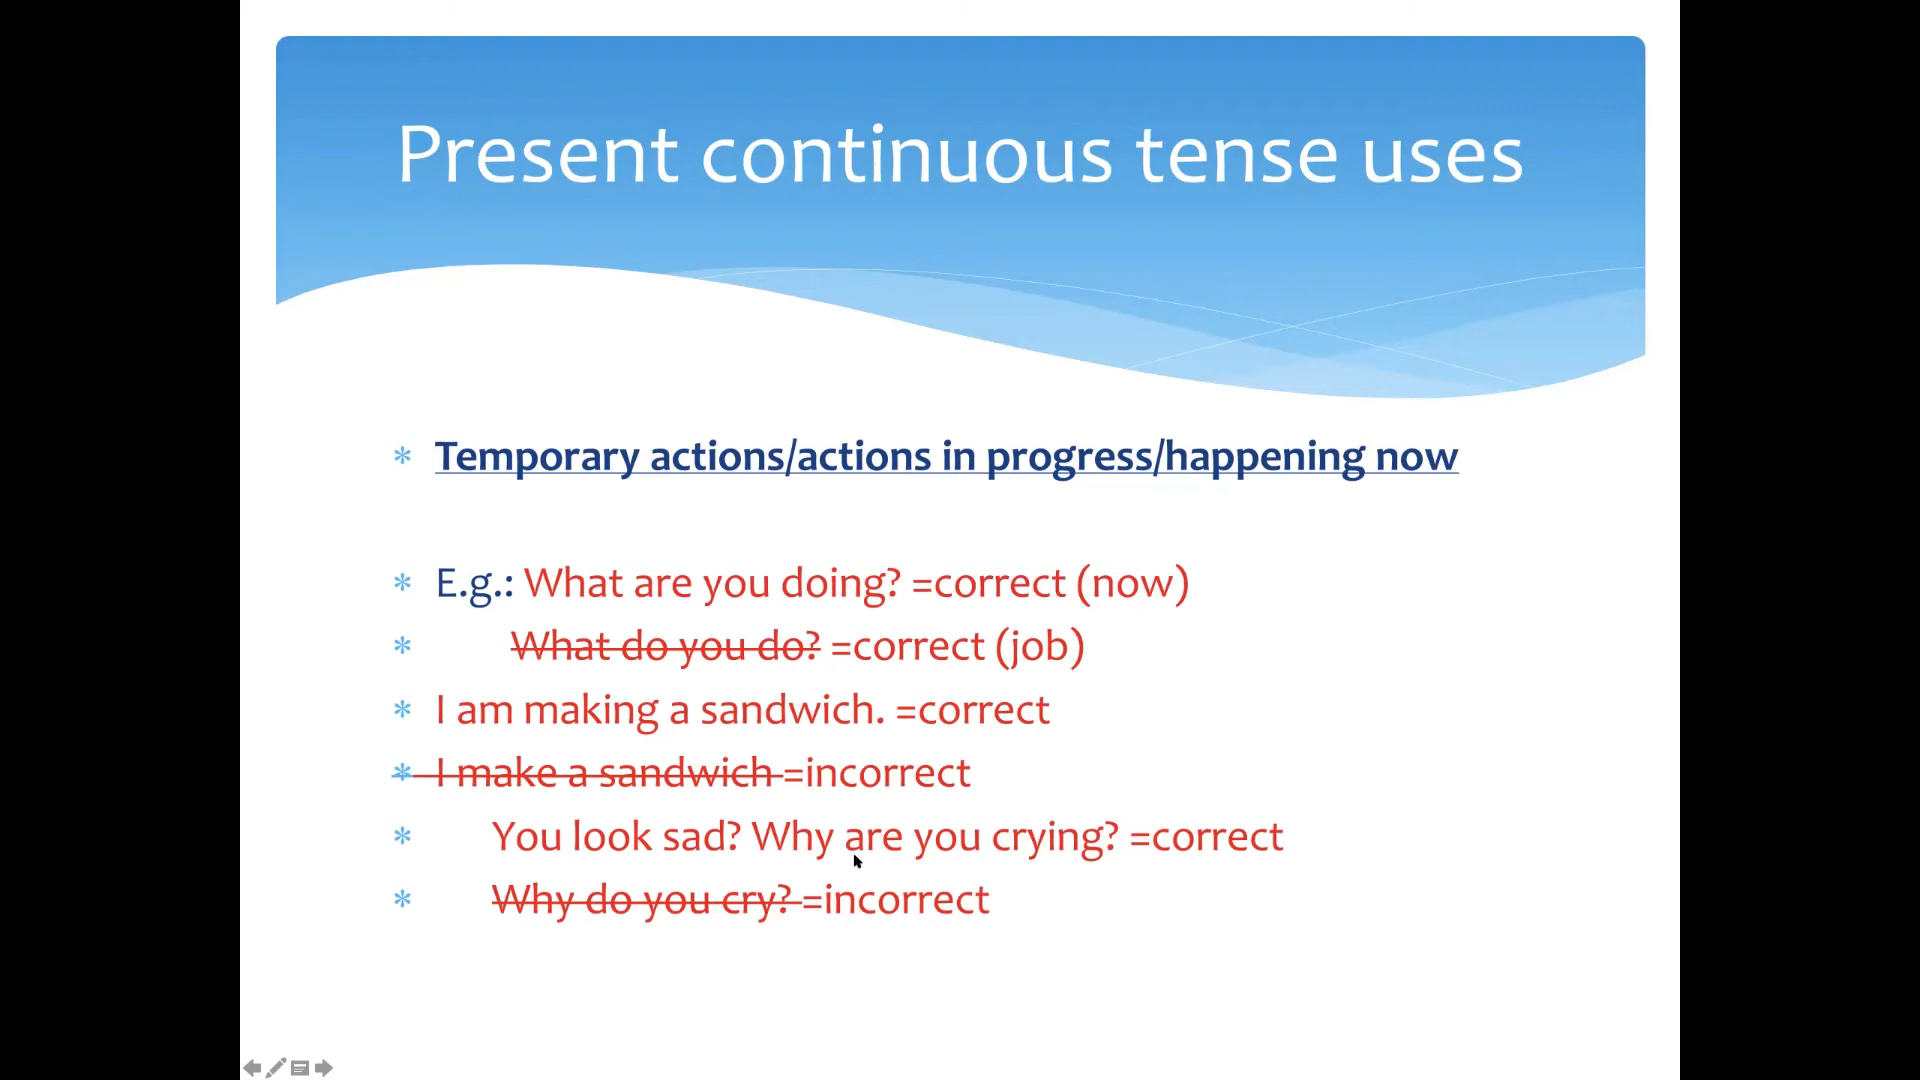 Present continuous tense uses
Temporary actions/actions in progress/happening now
E.g.: What are you doing? =correct (now)
What do you do? =correct (job)
I am making a sandwich. =correct
I make a sandwich =incorrect
You look sad? Why are you crying? =correct
Why do you cry? =incorrect